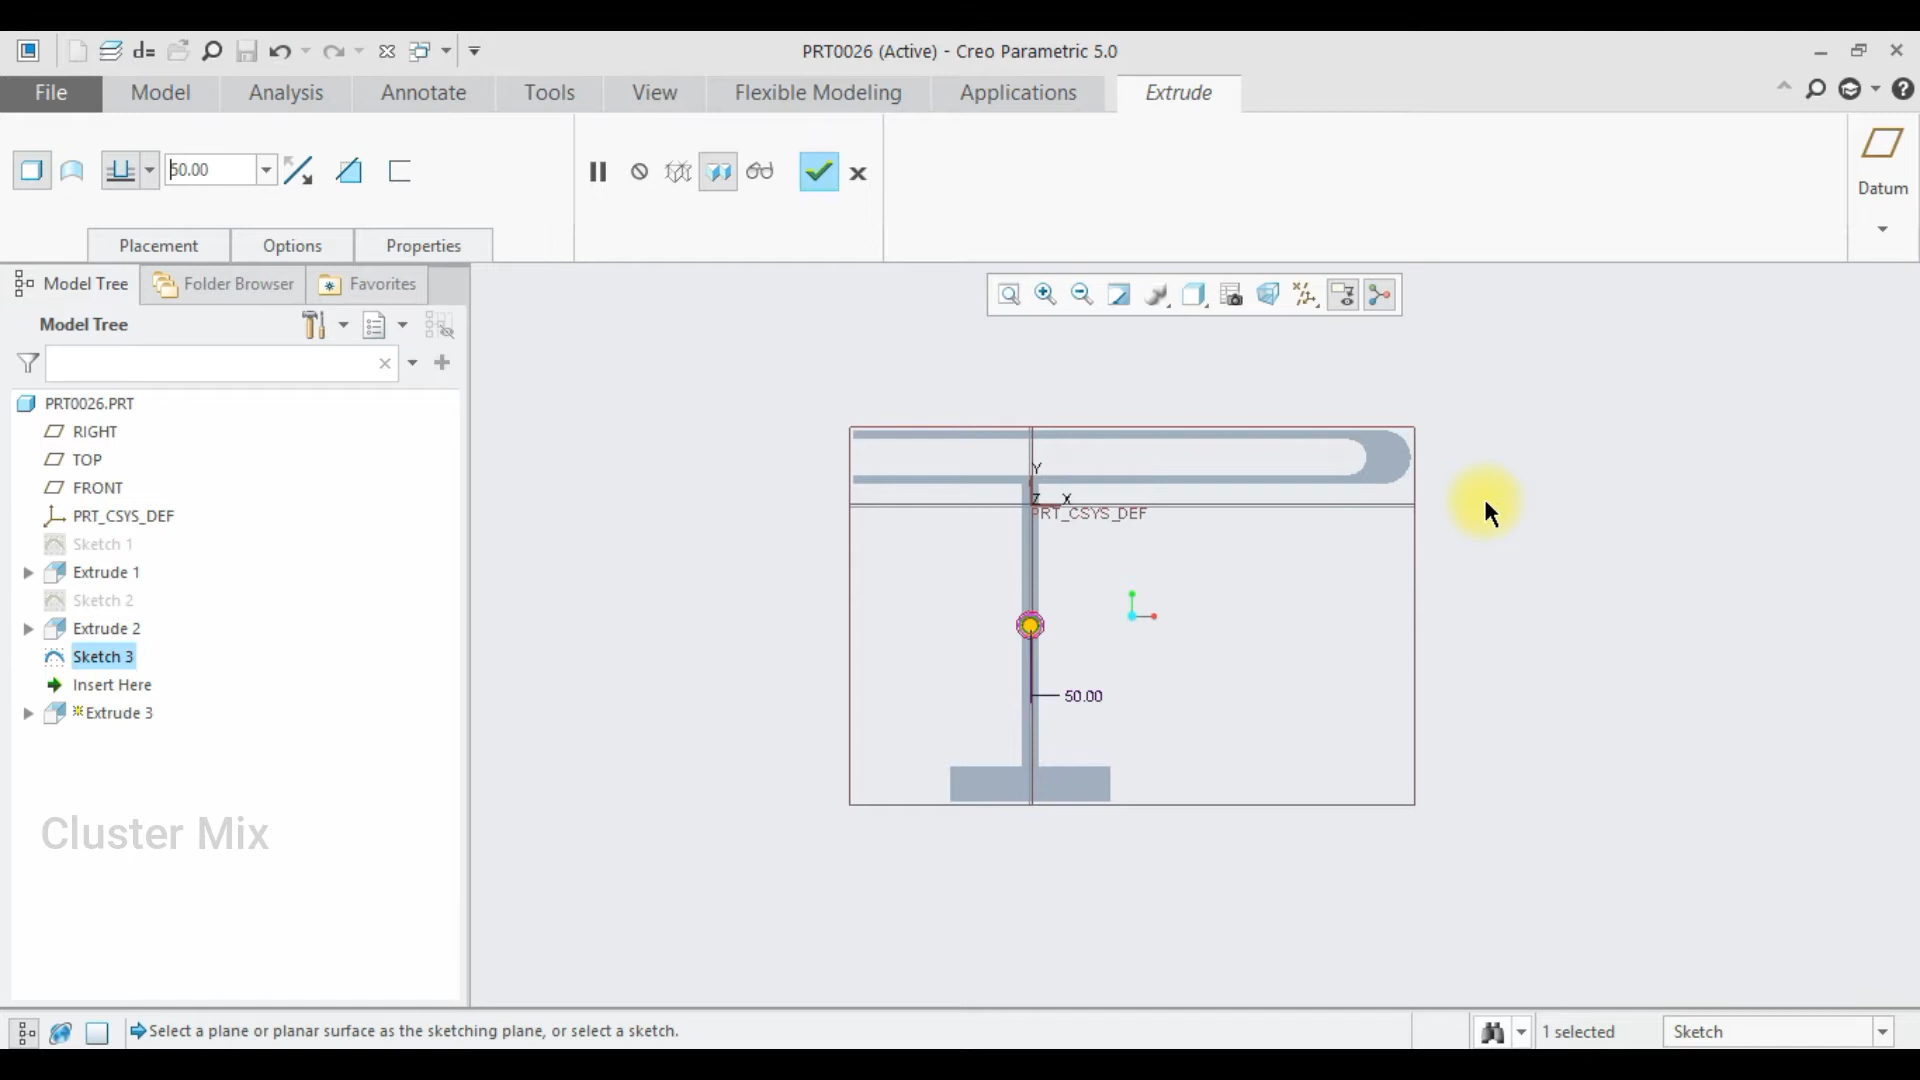 PRT0026 (Active) - Creo Parametric 5.0
d=
File
Model
Analysis
Annotate
Tools
View
Flexible Modeling
Applications
Extrude
50.00
Datum
Placement
Options
Properties
Model Tree
Folder Browser
Favorites
Model Tree
PRT0026.PRT
RIGHT
TOP
FRONT
PRT_CSYS_DEF
Sketch 1
Extrude 1
Sketch 2
Extrude 2
Sketch 3
Insert Here
Extrude 3
Cluster Mix
Y
Z X
PRT_CSYS_DEF
50.00
Select a plane or planar surface as the sketching plane, or select a sketch.
1 selected
Sketch